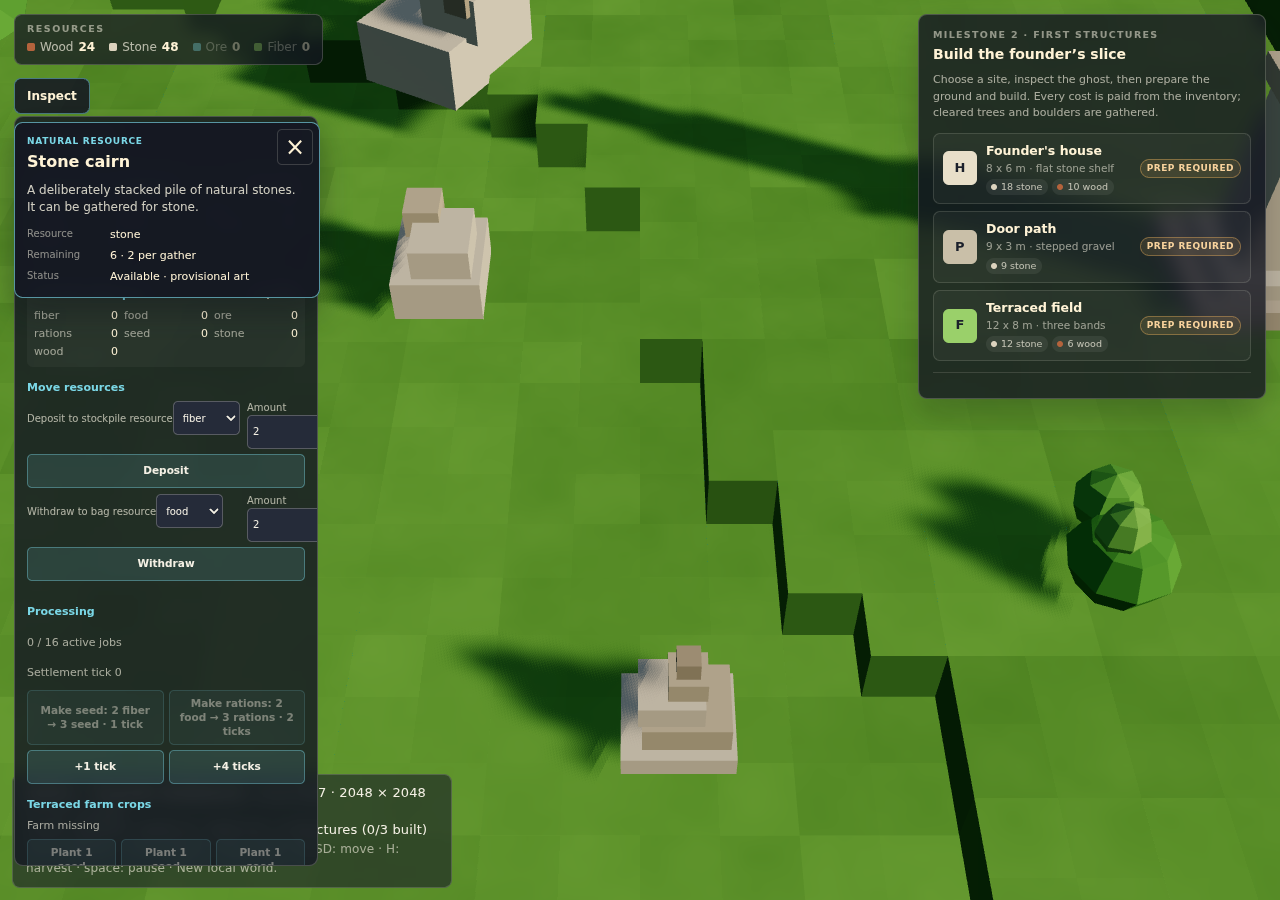 RESOURCES
Wood 24 Stone 48 Ore 0 Fiber 0
Inspect
NATURAL RESOURCE
Stone cairn
A deliberately stacked pile of natural stones.
It can be gathered for stone.
Resource stone
Remaining 6 · 2 per gather
Status Available · provisional art
fiber 0 food 0 ore 0
rations 0 seed 0 stone 0
wood 0
Move resources
Deposit to stockpile resource fiber Amount 2
Deposit
Withdraw to bag resource food Amount 2
Withdraw
Processing
0 / 16 active jobs
Settlement tick 0
Make seed: 2 fiber
→ 3 seed · 1 tick
Make rations: 2
food → 3 rations · 2
ticks
+1 tick +4 ticks
Terraced farm crops
Farm missing
Plant 1 Plant 1 Plant 1
7 · 2048 × 2048
ctures (0/3 built)
SD: move · H:
harvest · space: pause · New local world.
MILESTONE 2 · FIRST STRUCTURES
Build the founder’s slice
Choose a site, inspect the ghost, then prepare the
ground and build. Every cost is paid from the inventory;
cleared trees and boulders are gathered.
H
Founder's house
8 x 6 m · flat stone shelf
18 stone 10 wood
PREP REQUIRED
P
Door path
9 x 3 m · stepped gravel
9 stone
PREP REQUIRED
F
Terraced field
12 x 8 m · three bands
12 stone 6 wood
PREP REQUIRED